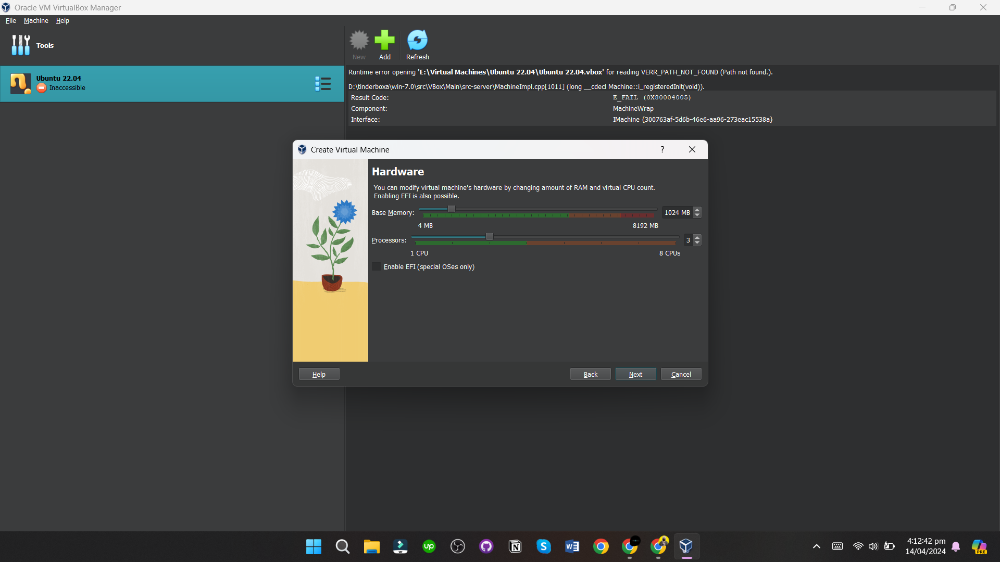 Oracle VM VirtualBox Manager
File Machine Help
Tools
New Add Refresh
Ubuntu 22.04
Inaccessible
Runtime error opening 'E:\Virtual Machines\Ubuntu 22.04\Ubuntu 22.04.vbox' for reading VERR_PATH_NOT_FOUND (Path not found.).
D:\tinderboxa\win-7.0\src\VBox\Main\src-server\MachineImpl.cpp[1011] (long __cdecl Machine::i_registeredInit(void)).
Result Code: E_FAIL (0X80004005)
Component: MachineWrap
Interface: IMachine {300763af-5d6b-46e6-aa96-273eac15538a}
Create Virtual Machine ?
Hardware
You can modify virtual machine's hardware by changing amount of RAM and virtual CPU count.
Enabling EFI is also possible.
Base Memory: 1024 MB
4 MB 8192 MB
Processors: 3
1 CPU 8 CPUs
Enable EFI (special OSes only)
Help Back Next Cancel
up N S W PRE
4:12:42 pm
14/04/2024